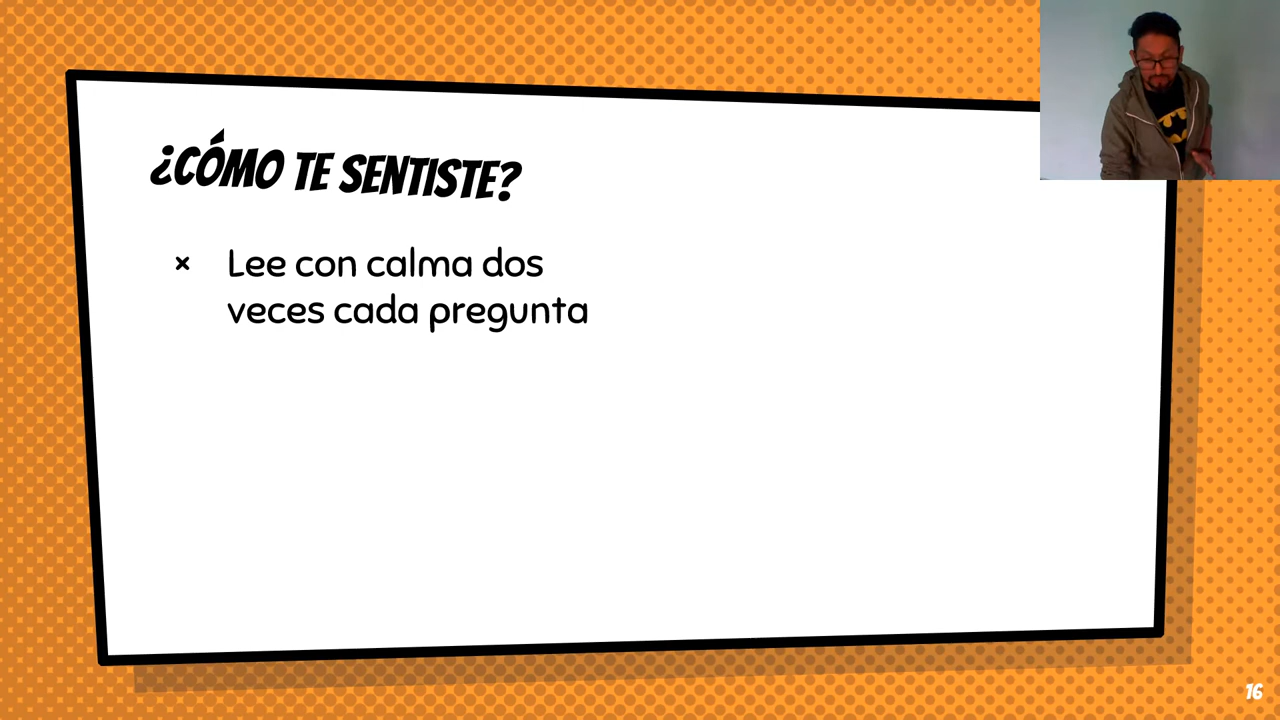 ¿CÓMO TE SENTISTE?
× Lee con calma dos
veces cada pregunta
16